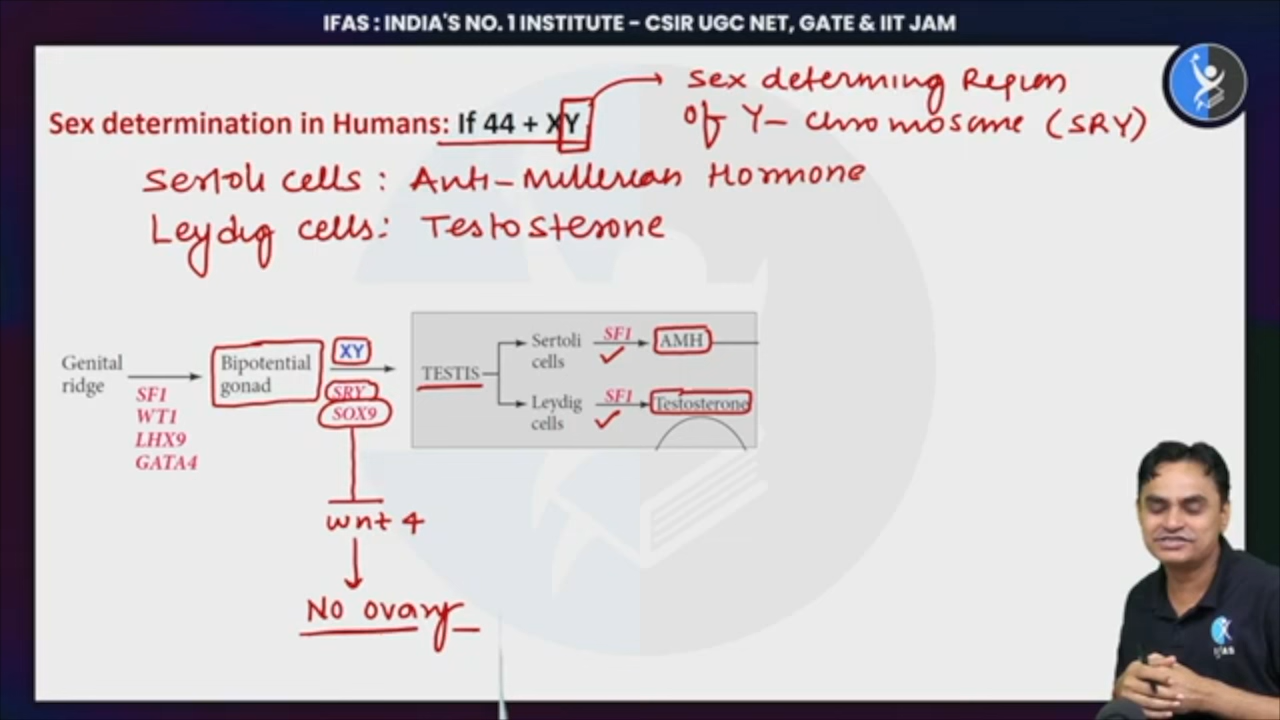 IFAS : INDIA'S NO. 1 INSTITUTE – CSIR UGC NET, GATE & IIT JAM
Sex determination in Humans: If 44 + XY
Sex determing Region
of Y- chromosome (SRY)
Sertoli cells : Anti-Mullerian Hormone
Leydig cells: Testosterone
Genital
ridge
SF1
WT1
LHX9
GATA4
Bipotential
gonad
XY
SRY
SOX9
TESTIS
Sertoli
cells
SF1
AMH
Leydig
cells
SF1
Testosterone
wnt 4
No ovary
IFAS